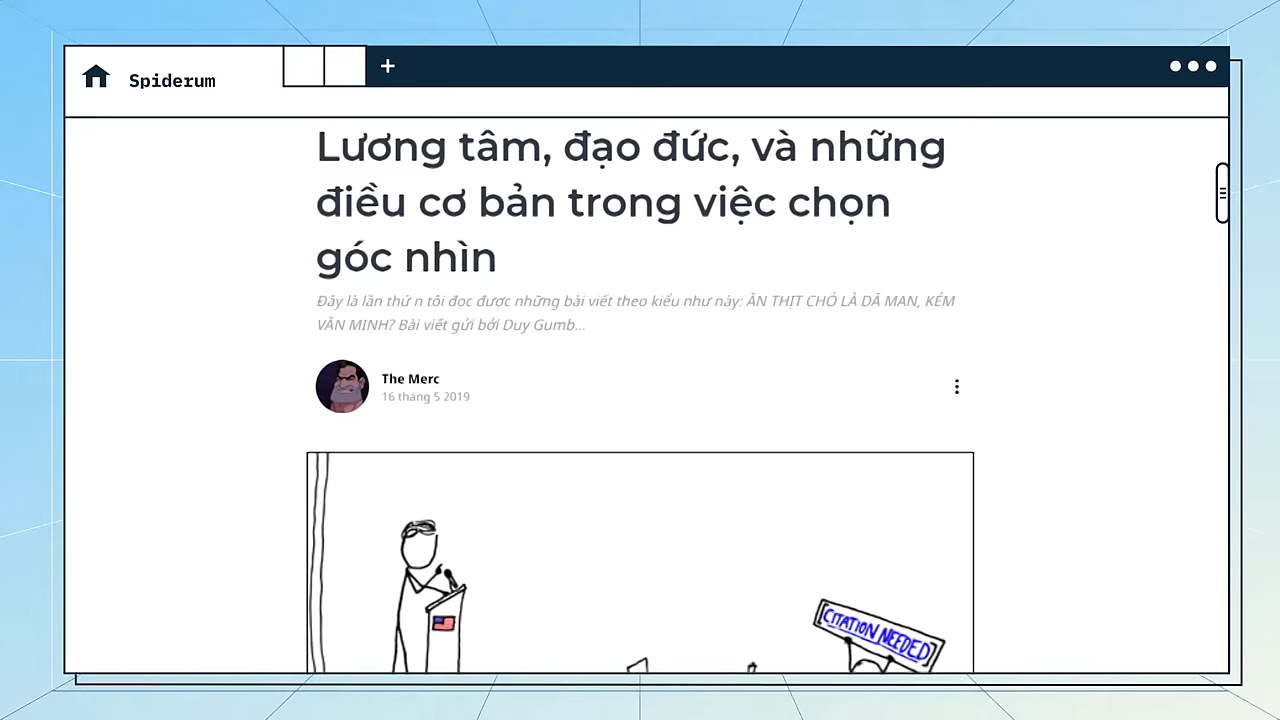 Spiderum
Lương tâm, đạo đức, và những
điều cơ bản trong việc chọn
góc nhìn
Đây là lần thứ n tôi đọc được những bài viết theo kiểu như này: ĂN THỊT CHÓ LÀ DÃ MAN, KÉM
VĂN MINH? Bài viết gửi bởi Duy Gumb...
The Merc
16 tháng 5 2019
[CITATION NEEDED]